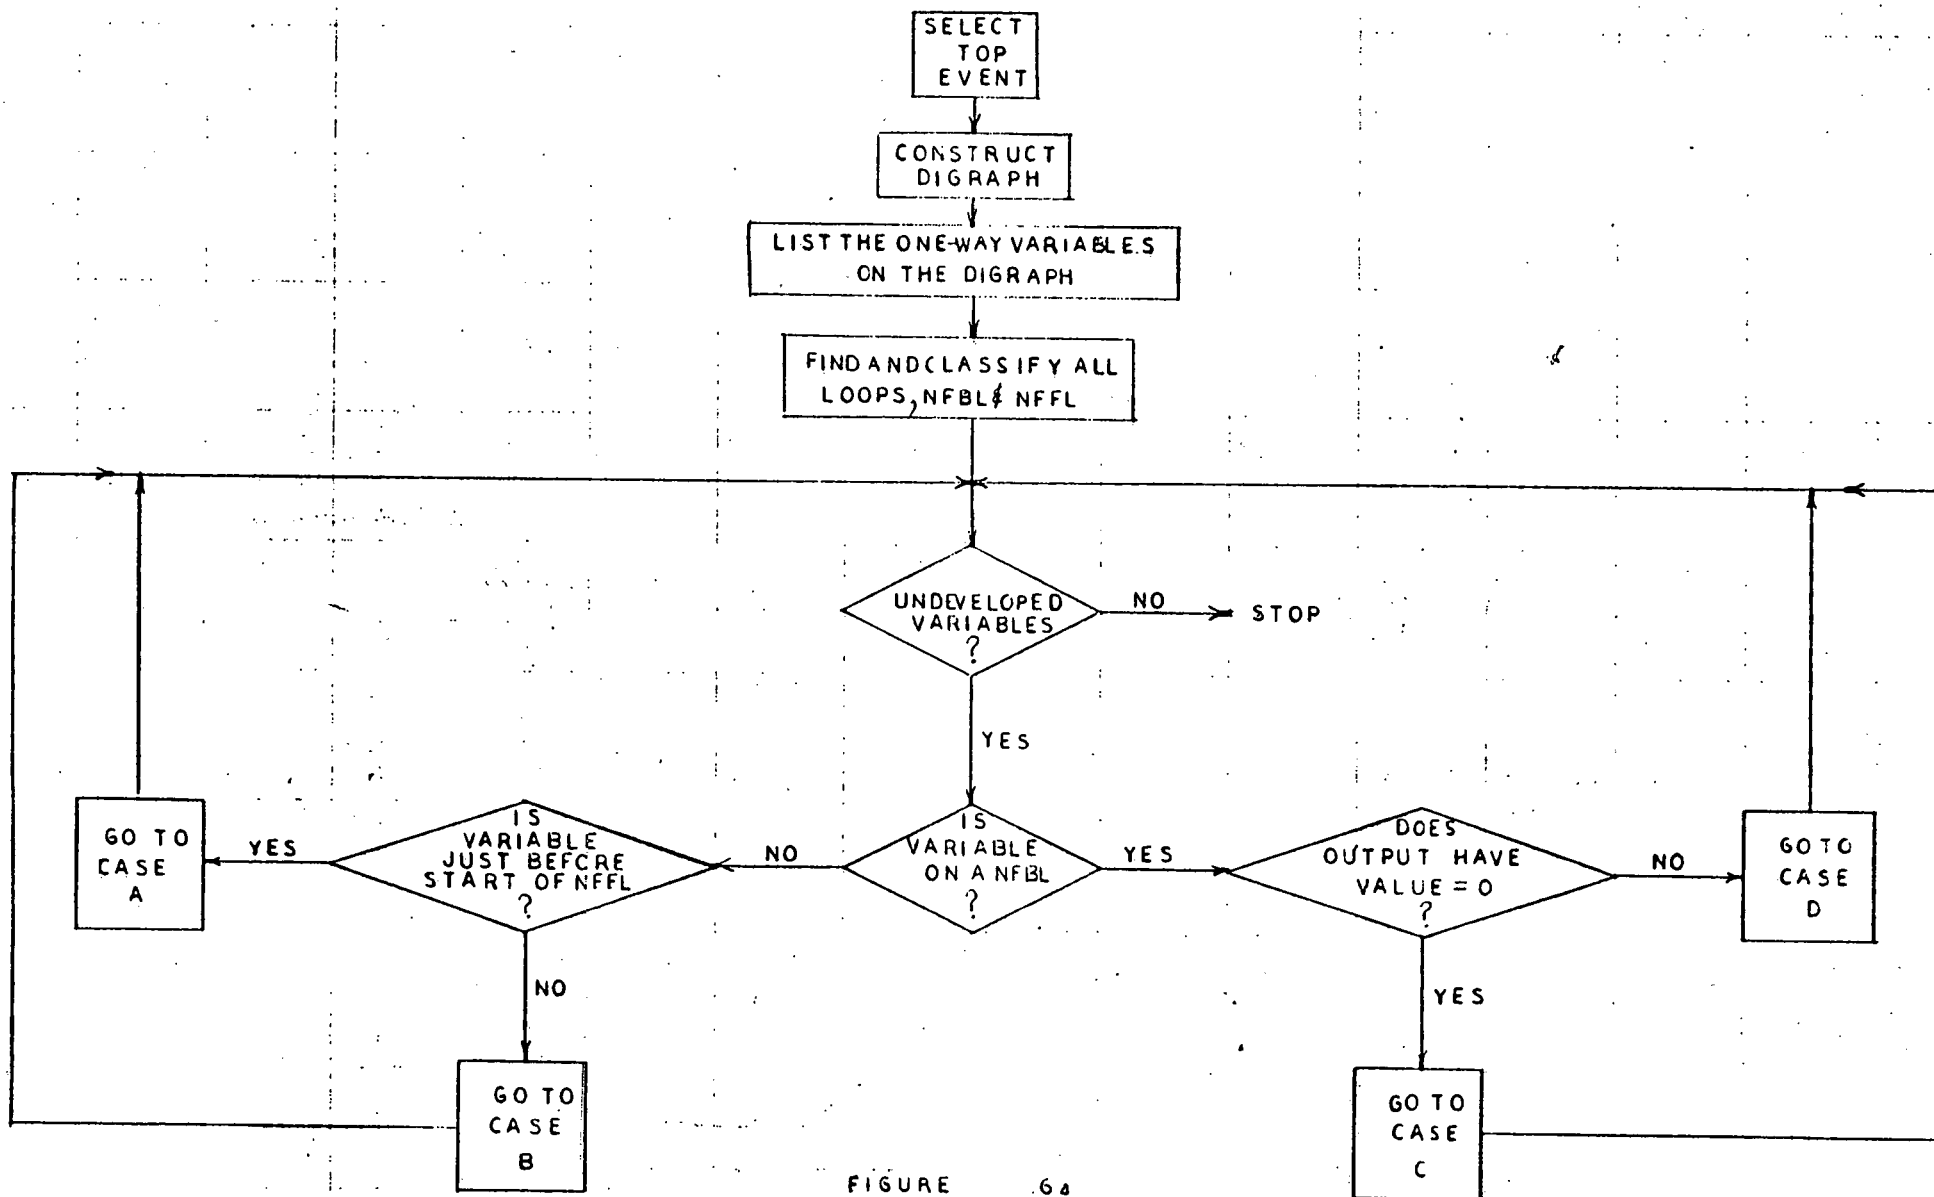 SELECT
TOP
EVENT
CONSTRUCT
DIGRAPH
LIST THE ONE-WAY VARIABLES
ON THE DIGRAPH
FIND AND CLASSIFY ALL
LOOPS, NFBL & NFFL
UNDEVELOPED
VARIABLES
?
NO
STOP
YES
IS
VARIABLE
ON A NFBL
?
NO
YES
IS
VARIABLE
JUST BEFORE
START OF NFFL
?
YES
GO TO
CASE
A
NO
GO TO
CASE
B
DOES
OUTPUT HAVE
VALUE = 0
?
NO
GO TO
CASE
D
YES
GO TO
CASE
C
FIGURE 6a